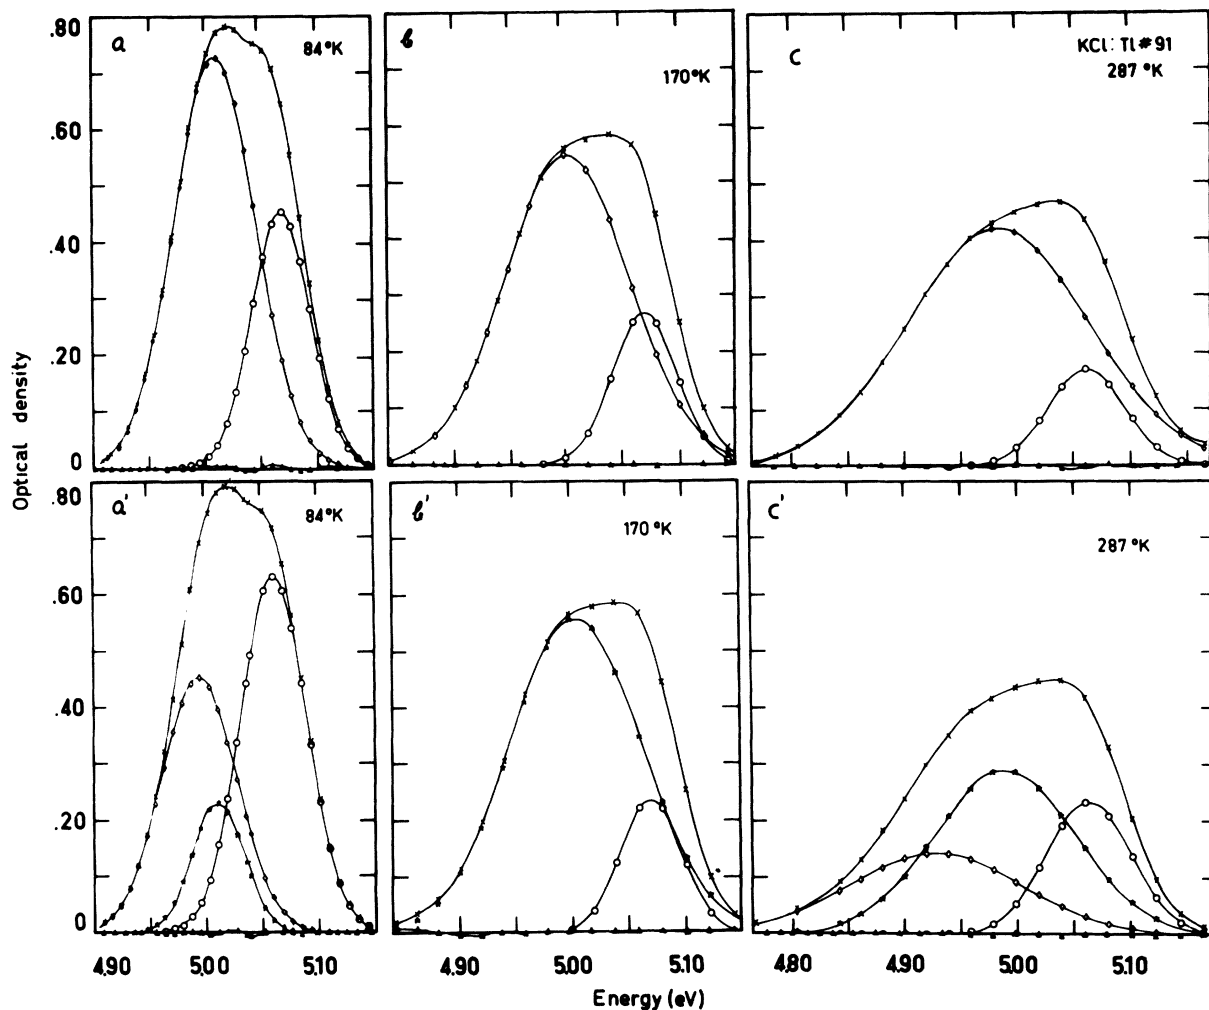 a
84°K
b
170°K
c
KCl: Tl #91
287 °K
.80
.60
.40
.20
0
Optical density
a'
84°K
b'
170 °K
c'
287 °K
.80
.60
.40
.20
0
4.90
5.00
5.10
4.90
5.00
5.10
4.80
4.90
5.00
5.10
Energy (eV)